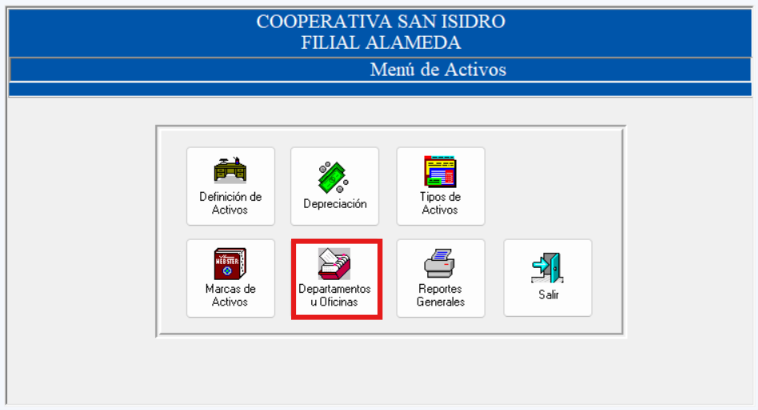 COOPERATIVA SAN ISIDRO
FILIAL ALAMEDA
Menú de Activos
Definición de
Activos
Depreciación
Tipos de
Activos
WEBSTER
Marcas de
Activos
Departamentos
u Oficinas
Reportes
Generales
Salir